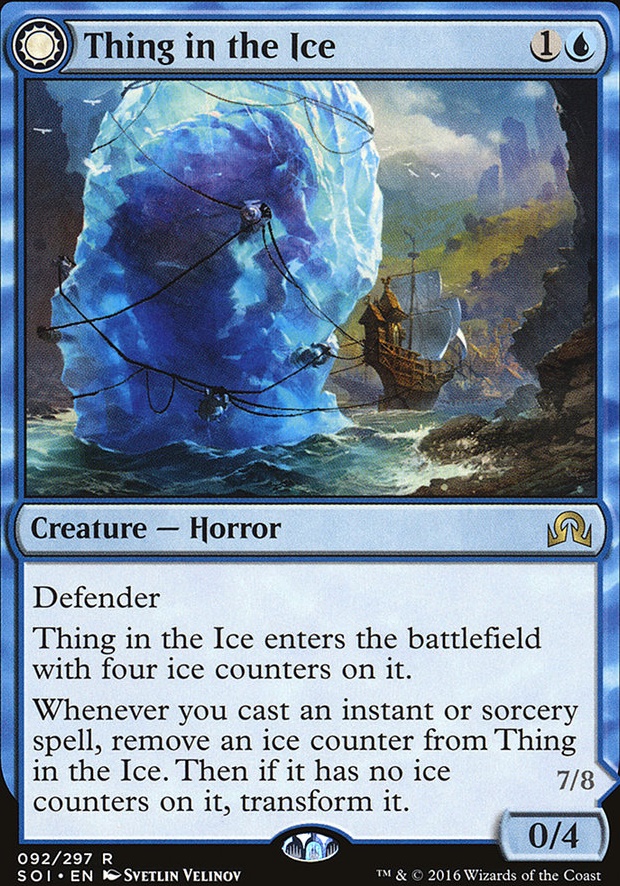 Thing in the Ice 1
Creature — Horror
Defender
Thing in the Ice enters the battlefield
with four ice counters on it.
Whenever you cast an instant or sorcery
spell, remove an ice counter from Thing
in the Ice. Then if it has no ice
counters on it, transform it.
7/8
0/4
092/297 R
SOI • EN Svetlin Velinov
™ & © 2016 Wizards of the Coast